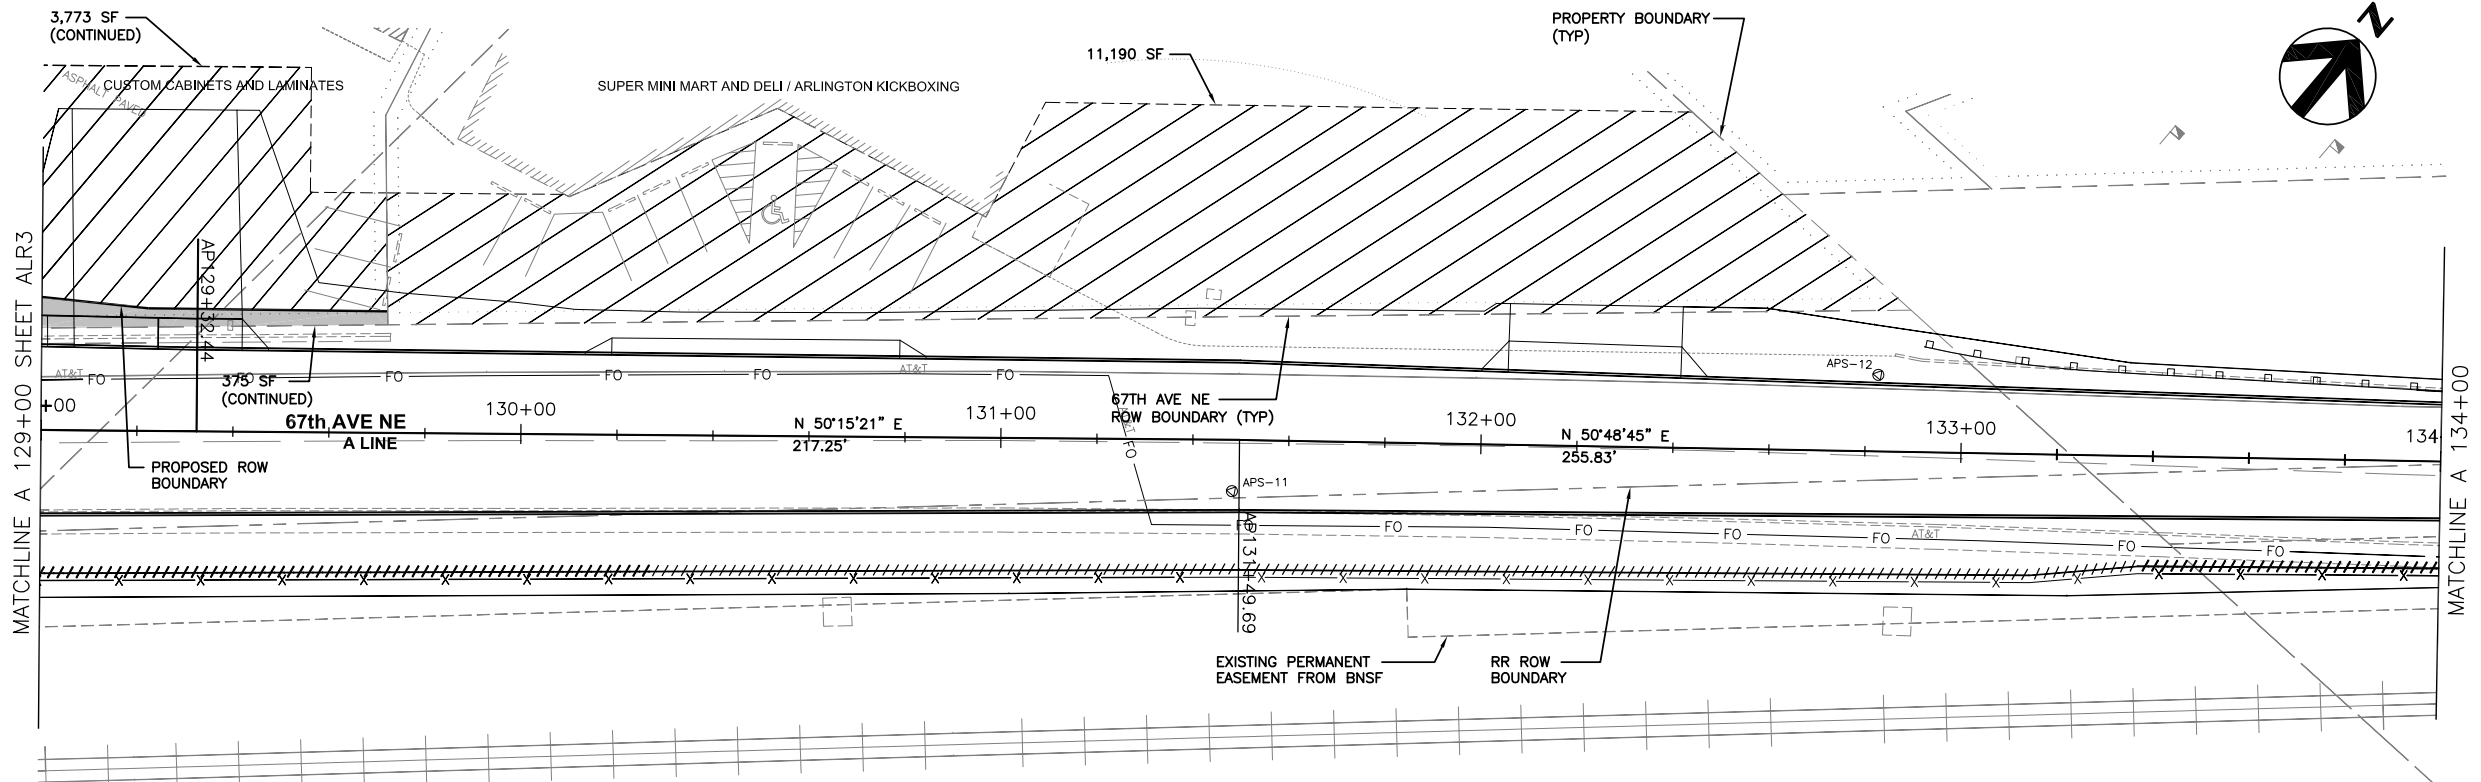 3,773 SF
(CONTINUED)
ASPHALT PAVED
CUSTOM CABINETS AND LAMINATES
SUPER MINI MART AND DELI / ARLINGTON KICKBOXING
11,190 SF
PROPERTY BOUNDARY
(TYP)
N
MATCHLINE A 129+00 SHEET ALR3
AP129+32.44
375 SF
(CONTINUED)
AT&T
FO
FO
FO
FO
FO
AT&T
FO
+00
67th AVE NE
A LINE
PROPOSED ROW
BOUNDARY
130+00
N 50°15'21" E
217.25'
131+00
67TH AVE NE
ROW BOUNDARY (TYP)
FO
132+00
N 50°48'45" E
255.83'
133+00
134
APS-12
APS-11
AP131+49.69
FO
FO
FO
FO
FO
AT&T
FO
FO
EXISTING PERMANENT
EASEMENT FROM BNSF
RR ROW
BOUNDARY
MATCHLINE A 134+00